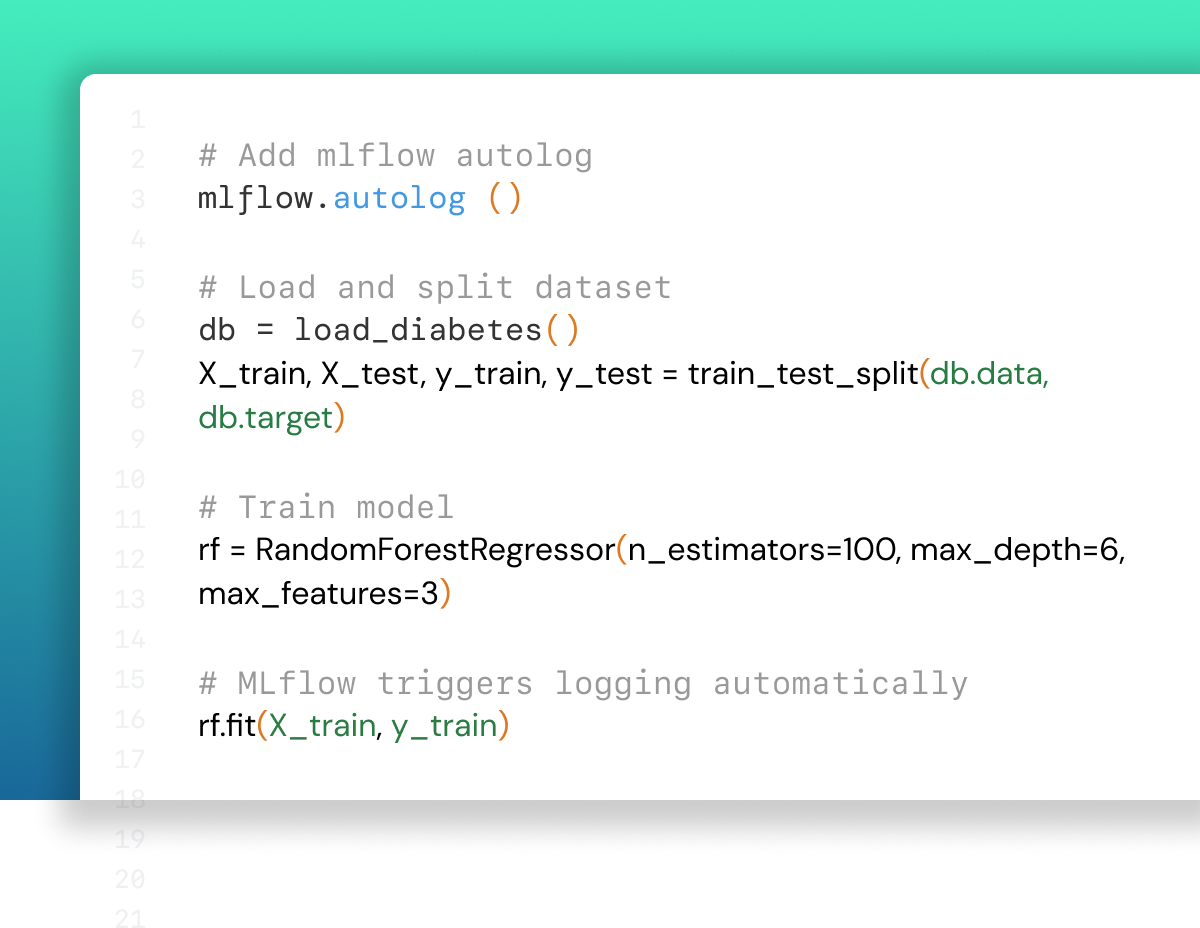 1
# Add mlflow autolog
2
mlflow.autolog ()
3
4
# Load and split dataset
5
db = load_diabetes()
6
X_train, X_test, y_train, y_test = train_test_split(db.data,
7
db.target)
8
9
10
# Train model
11
rf = RandomForestRegressor(n_estimators=100, max_depth=6,
12
max_features=3)
13
14
# MLflow triggers logging automatically
15
rf.fit(X_train, y_train)
16
17
18
19
20
21